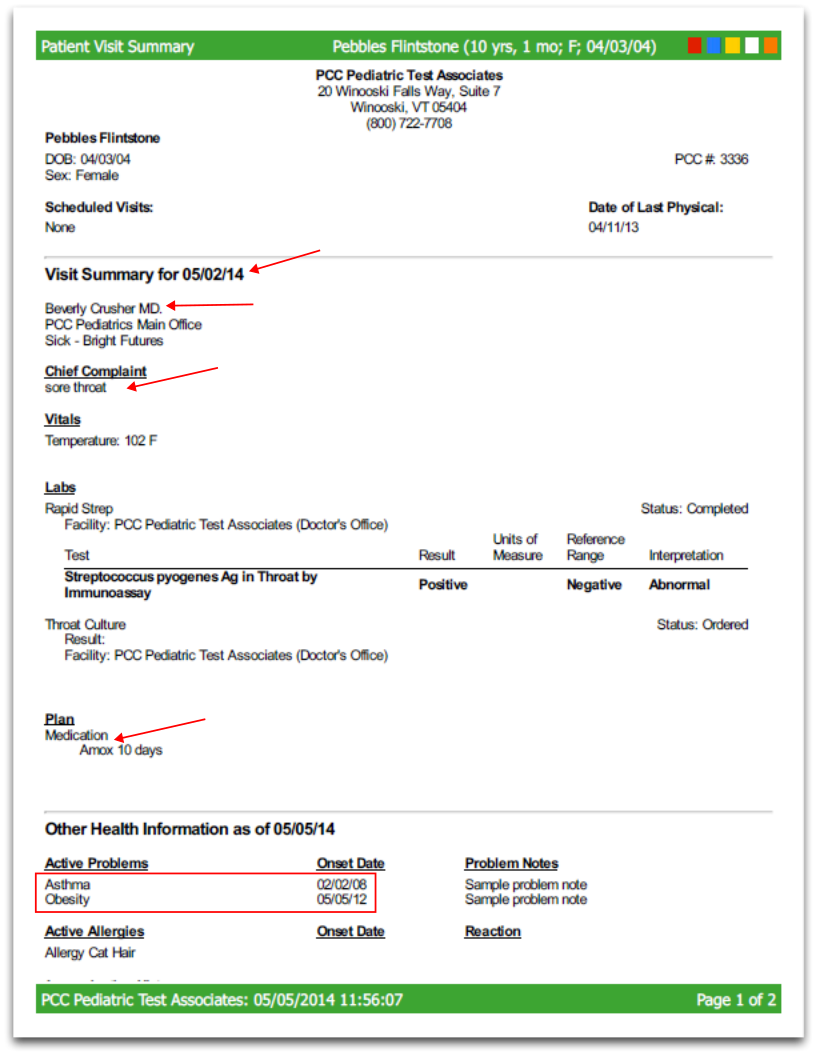 Patient Visit Summary Pebbles Flintstone (10 yrs, 1 mo; F; 04/03/04)
PCC Pediatric Test Associates
20 Winooski Falls Way, Suite 7
Winooski, VT 05404
(800) 722-7708
Pebbles Flintstone
DOB: 04/03/04 PCC #: 3336
Sex: Female
Scheduled Visits: Date of Last Physical:
None 04/11/13
Visit Summary for 05/02/14
Beverly Crusher MD.
PCC Pediatrics Main Office
Sick - Bright Futures
Chief Complaint
sore throat
Vitals
Temperature: 102 F
Labs
Rapid Strep Status: Completed
Facility: PCC Pediatric Test Associates (Doctor's Office)
Units of Reference
Test Result Measure Range Interpretation
Streptococcus pyogenes Ag in Throat by
Immunoassay Positive Negative Abnormal
Throat Culture Status: Ordered
Result:
Facility: PCC Pediatric Test Associates (Doctor's Office)
Plan
Medication
Amox 10 days
Other Health Information as of 05/05/14
Active Problems Onset Date Problem Notes
Asthma 02/02/08 Sample problem note
Obesity 05/05/12 Sample problem note
Active Allergies Onset Date Reaction
Allergy Cat Hair
PCC Pediatric Test Associates: 05/05/2014 11:56:07 Page 1 of 2